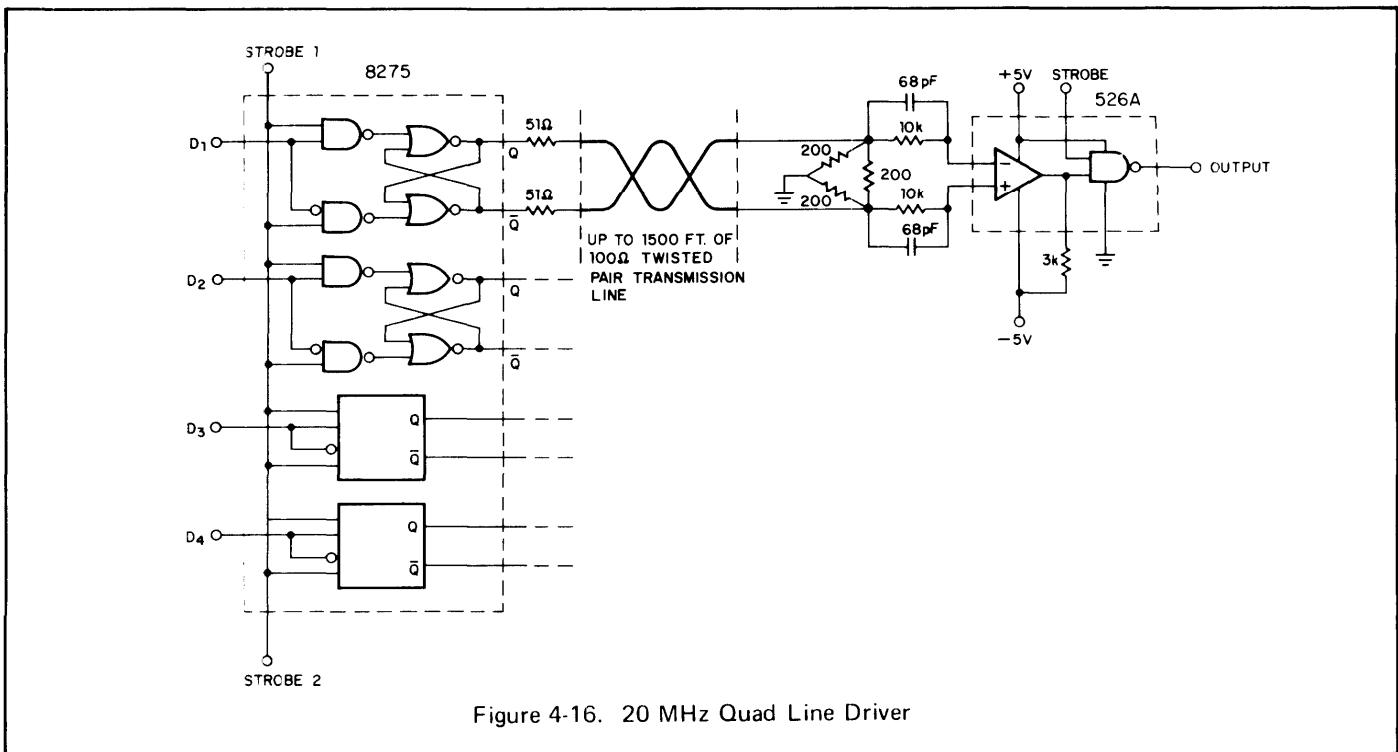 STROBE 1
8275
D1
51Ω
Q
51Ω
Q̅
D2
Q
Q̅
D3
Q
Q̅
D4
Q
Q̅
STROBE 2
UP TO 1500 FT. OF
100Ω TWISTED
PAIR TRANSMISSION
LINE
68pF
10k
200
200
200
10k
68pF
+5V
STROBE
526A
−
+
OUTPUT
3k
−5V
Figure 4-16. 20 MHz Quad Line Driver